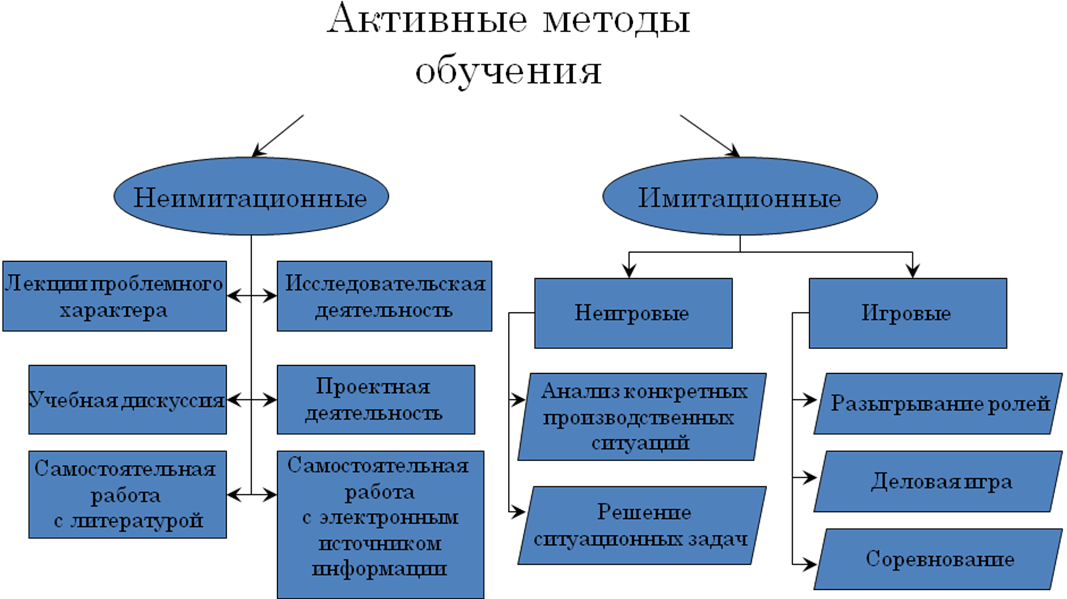 Активные методы
обучения
Неимитационные
Имитационные
Лекции проблемного
характера
Исследовательская
деятельность
Учебная дискуссия
Проектная
деятельность
Самостоятельная
работа
с литературой
Самостоятельная
работа
с электронным
источником
информации
Неигровые
Игровые
Анализ конкретных
производственных
ситуаций
Решение
ситуационных задач
Разыгрывание ролей
Деловая игра
Соревнование